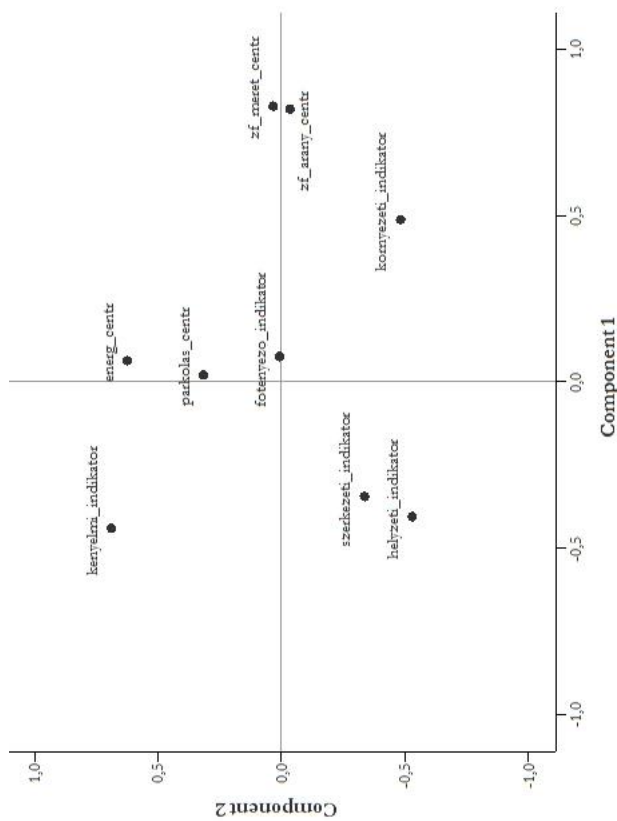 Component 2
1,0
0,5
0,0
-0,5
-1,0
kenyelmi_indikator
energ_centr
parkolas_centr
fotenyezo_indikator
szerkezeti_indikator
helyzeti_indikator
zf_meret_centr
zf_arany_centr
kornyezeti_indikator
-1,0
-0,5
0,0
0,5
1,0
Component 1